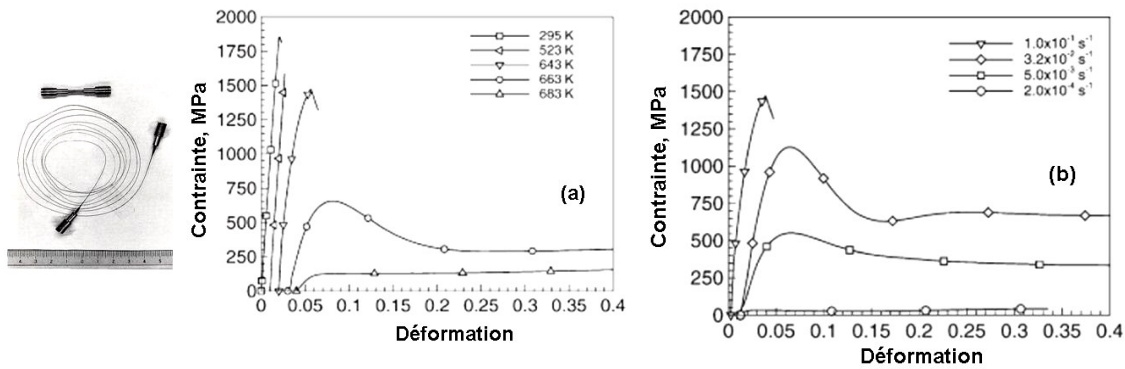 2000
1750
1500
1250
1000
750
500
250
0
Contrainte, MPa
295 K
523 K
643 K
663 K
683 K
(a)
0 0.05 0.1 0.15 0.2 0.25 0.3 0.35 0.4
Déformation
2000
1750
1500
1250
1000
750
500
250
0
Contrainte, MPa
1.0x10⁻¹ s⁻¹
3.2x10⁻² s⁻¹
5.0x10⁻³ s⁻¹
2.0x10⁻⁴ s⁻¹
(b)
0 0.05 0.1 0.15 0.2 0.25 0.3 0.35 0.4
Déformation